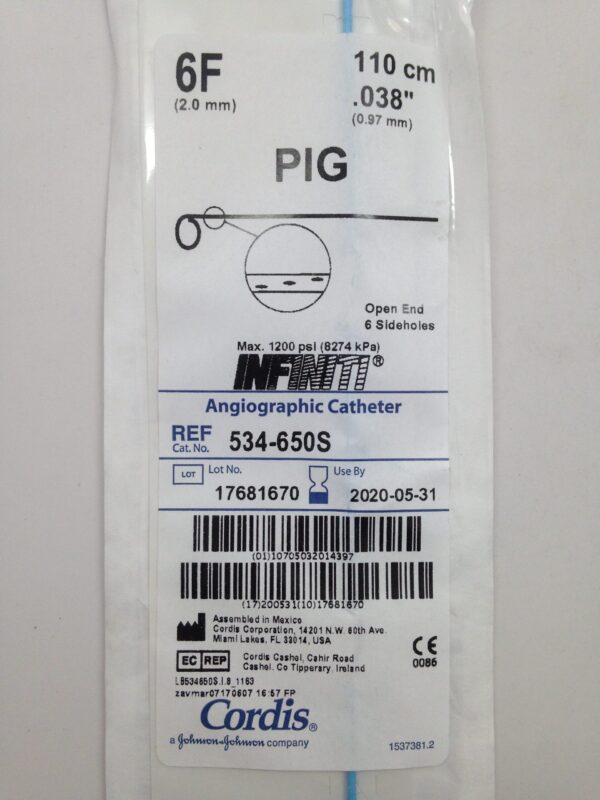 6F
(2.0 mm)
110 cm
.038"
(0.97 mm)
PIG
Open End
6 Sideholes
Max. 1200 psi (8274 kPa)
INFINITI®
Angiographic Catheter
REF
Cat. No. 534-650S
LOT Lot No. Use By
17681670 2020-05-31
(01)10705032014397
(17)200531(10)17681670
Assembled in Mexico
Cordis Corporation, 14201 N.W. 60th Ave.
Miami Lakes, FL 33014, USA
EC REP Cordis Cashel, Cahir Road
Cashel, Co Tipperary, Ireland
CE
0086
LB534650S.I.8_1163
zavmar07170607 16:57 FP
Cordis®
a Johnson&Johnson company
1537381.2